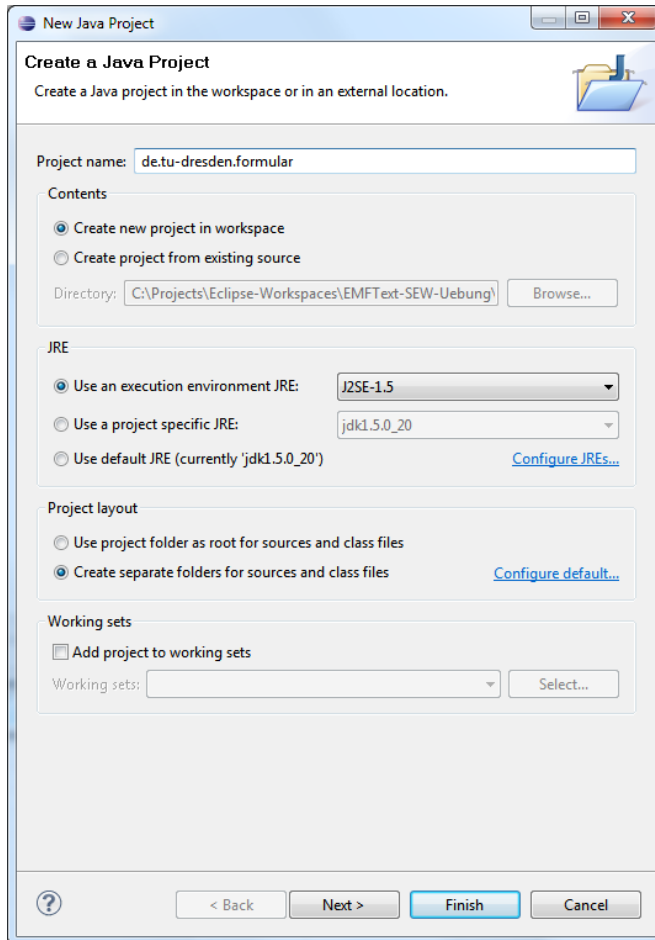 New Java Project
Create a Java Project
Create a Java project in the workspace or in an external location.
Project name: de.tu-dresden.formular
Contents
Create new project in workspace
Create project from existing source
Directory: C:\Projects\Eclipse-Workspaces\EMFText-SEW-Uebung\ Browse...
JRE
Use an execution environment JRE: J2SE-1.5
Use a project specific JRE: jdk1.5.0_20
Use default JRE (currently 'jdk1.5.0_20') Configure JREs...
Project layout
Use project folder as root for sources and class files
Create separate folders for sources and class files Configure default...
Working sets
Add project to working sets
Working sets: Select...
? < Back Next > Finish Cancel